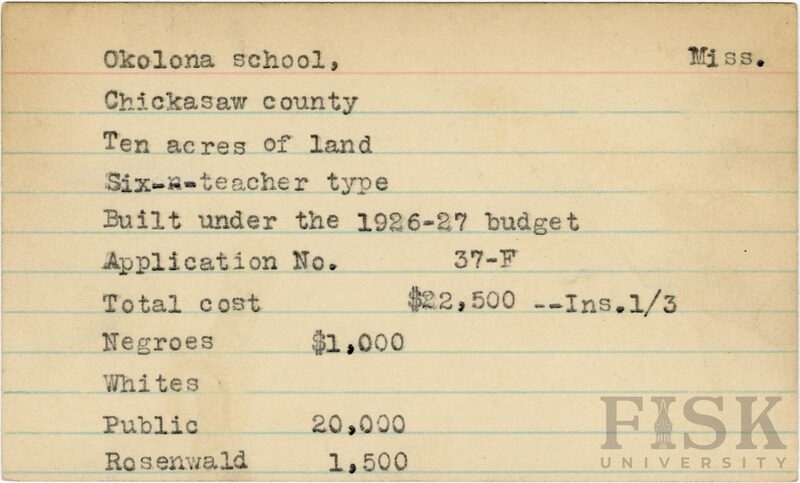 Okolona school, Miss.
Chickasaw county
Ten acres of land
Six-n-teacher type
Built under the 1926-27 budget
Application No. 37-F
Total cost $22,500 --Ins.1/3
Negroes $1,000
Whites
Public 20,000
Rosenwald 1,500
FISK
UNIVERSITY